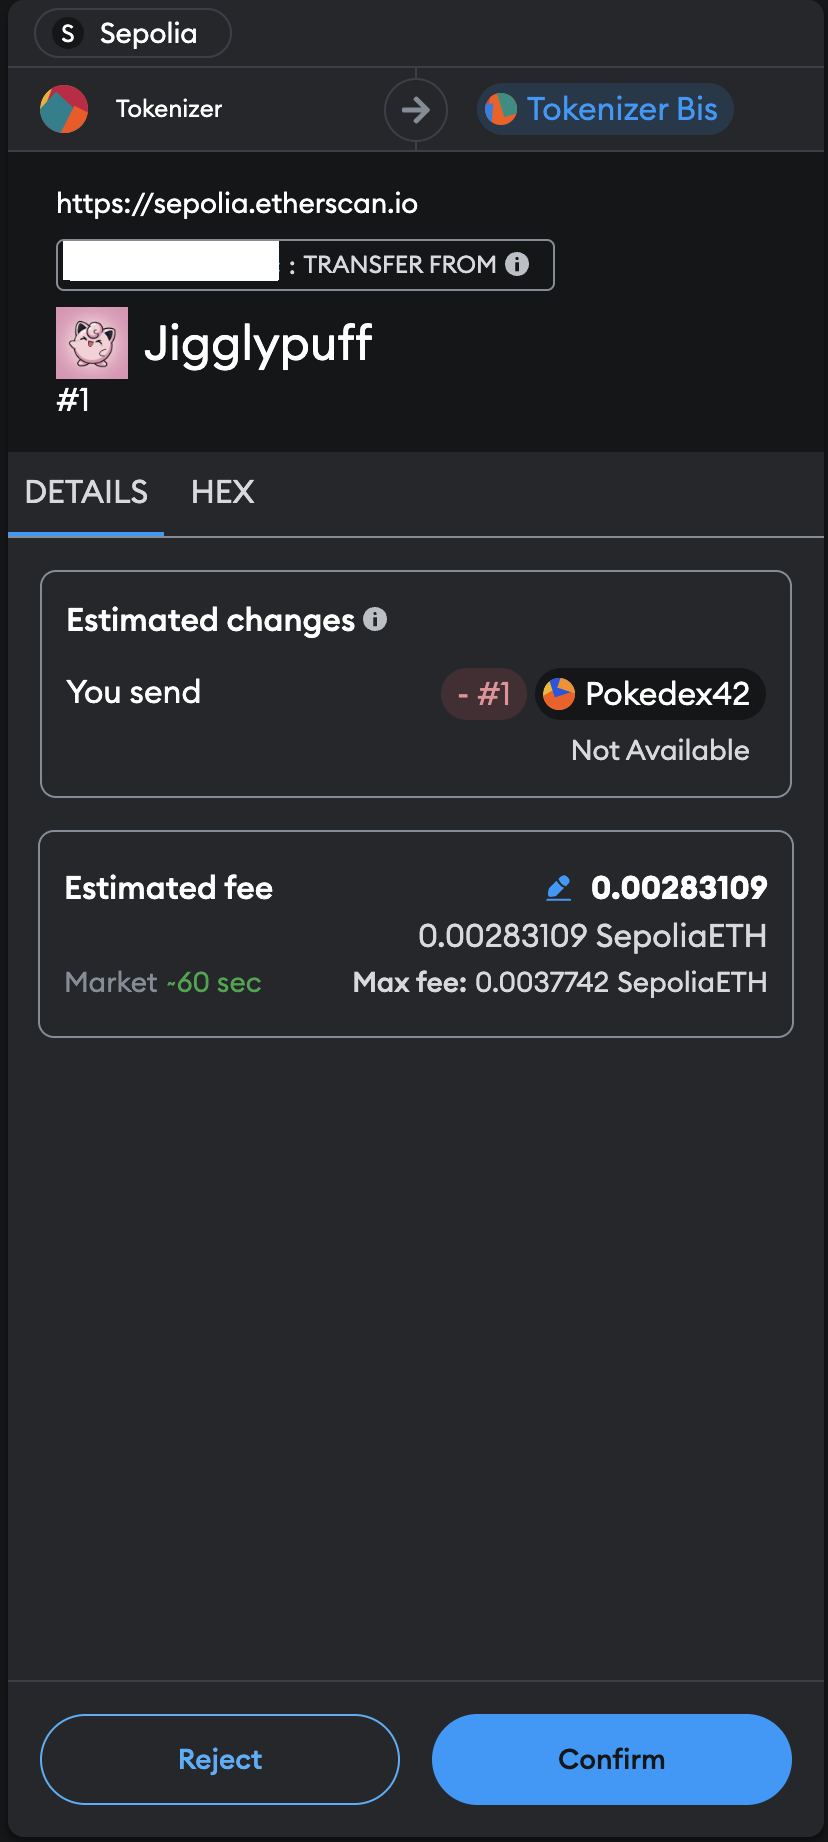 S Sepolia
Tokenizer Tokenizer Bis
https://sepolia.etherscan.io
: TRANSFER FROM
Jigglypuff
#1
DETAILS HEX
Estimated changes
You send - #1 Pokedex42
Not Available
Estimated fee 0.00283109
0.00283109 SepoliaETH
Market ~60 sec Max fee: 0.0037742 SepoliaETH
Reject Confirm